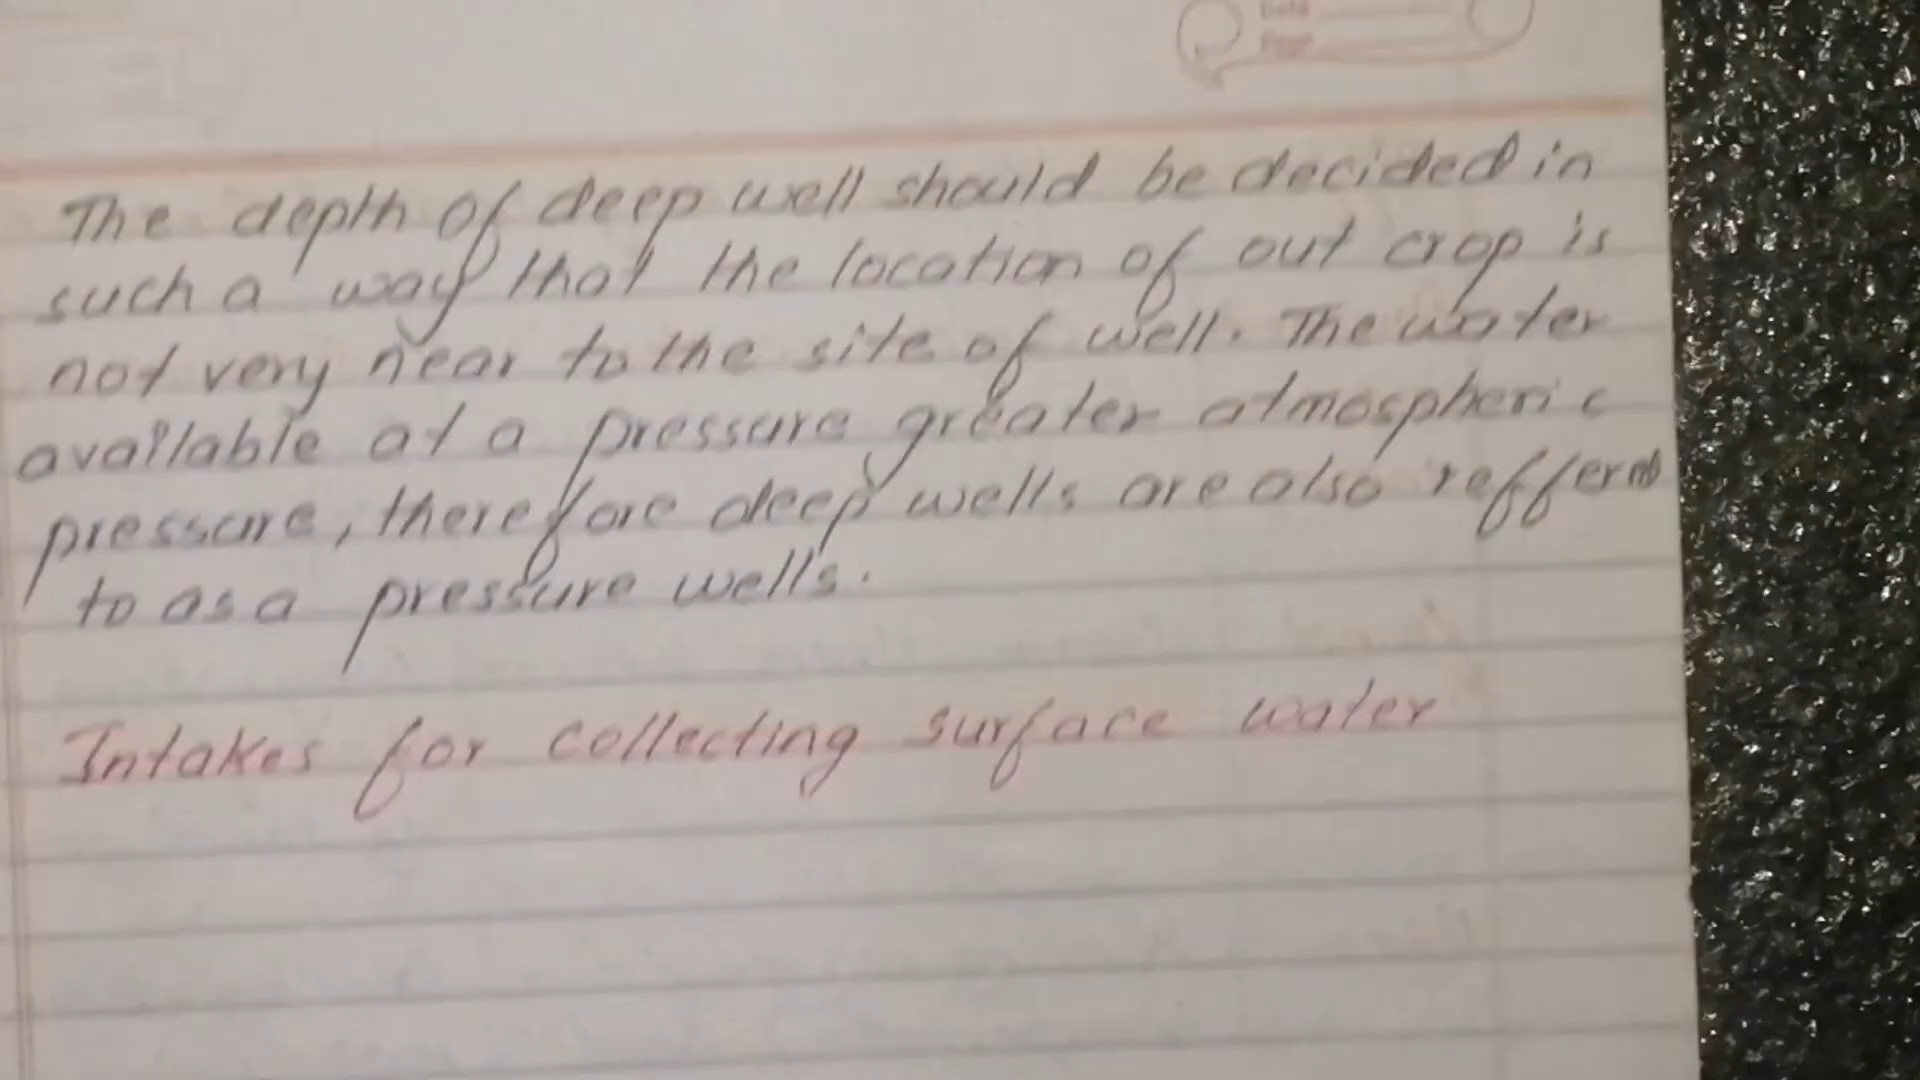 Date
Page
The depth of deep well should be decided in
such a way that the location of out crop is
not very near to the site of well. The water
available at a pressure greater atmospheric
pressure, therefore deep wells are also reffered
to as a pressure wells.
Intakes for collecting surface water